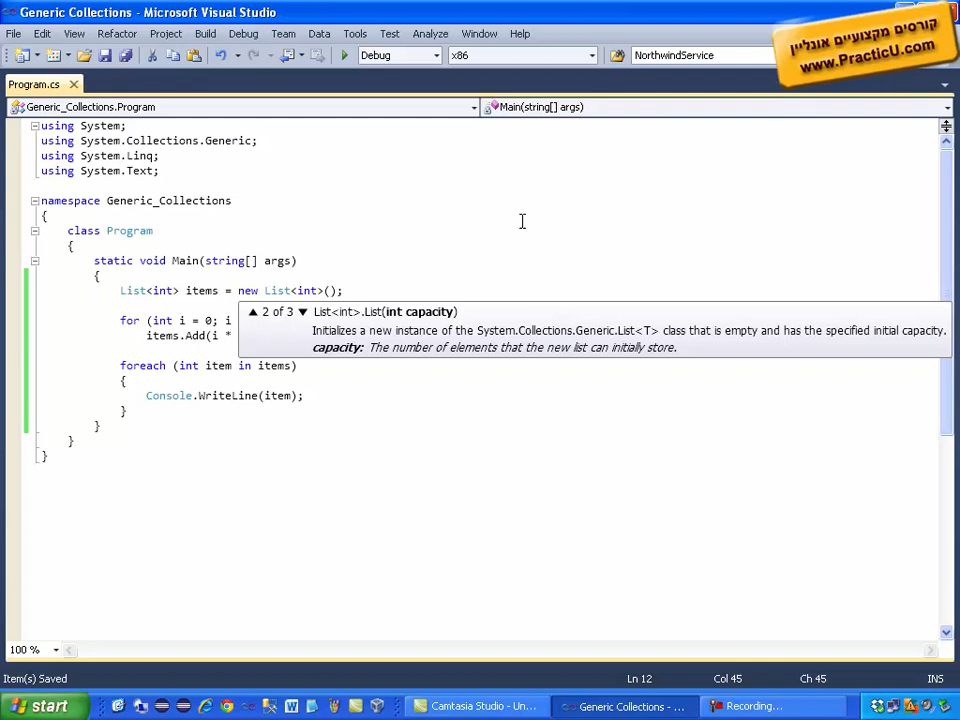 Generic Collections - Microsoft Visual Studio
קורסים מקצועיים אונליין
www.PracticU.com
File Edit View Refactor Project Build Debug Team Data Tools Test Analyze Window Help
Debug x86 NorthwindService
Program.cs
Generic_Collections.Program Main(string[] args)
using System;
using System.Collections.Generic;
using System.Linq;
using System.Text;
namespace Generic_Collections
{
class Program
{
static void Main(string[] args)
{
List<int> items = new List<int>();
2 of 3 List<int>.List(int capacity)
for (int i = 0; i
Initializes a new instance of the System.Collections.Generic.List<T> class that is empty and has the specified initial capacity.
items.Add(i *
capacity: The number of elements that the new list can initially store.
foreach (int item in items)
{
Console.WriteLine(item);
}
}
}
}
100 %
Item(s) Saved Ln 12 Col 45 Ch 45 INS
start Camtasia Studio - Un... Generic Collections - ... Recording...